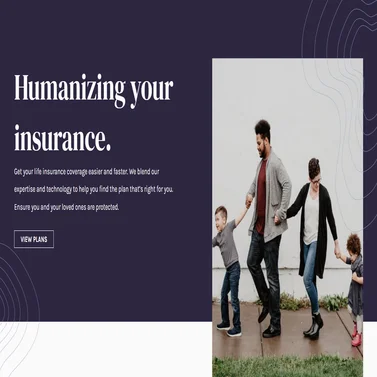 Humanizing your
insurance.
Get your life insurance coverage easier and faster. We blend our
expertise and technology to help you find the plan that's right for you.
Ensure you and your loved ones are protected.
VIEW PLANS